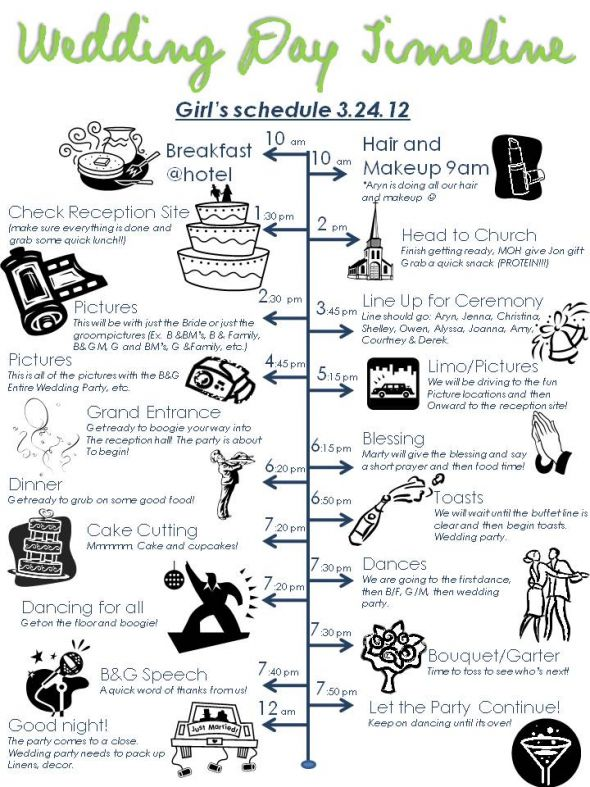 Wedding Day Timeline
Girl's schedule 3.24.12
10 am
Breakfast
@hotel
10 am
Hair and
Makeup 9am
*Aryn is doing all our hair
and makeup ☺
1:30 pm
Check Reception Site
(make sure everything is done and
grab some quick lunch!!)
2 pm
Head to Church
Finish getting ready, MOH give Jon gift
Grab a quick snack (PROTEIN!!!)
2:30 pm
Pictures
This will be with just the Bride or just the
groom pictures (Ex. B &BM's, B & Family,
B& GM, G and BM's, G &Family, etc.)
3:45 pm
Line Up for Ceremony
Line should go: Aryn, Jenna, Christina,
Shelley, Owen, Alyssa, Joanna, Amy,
Courtney & Derek.
4:45 pm
Pictures
This is all of the pictures with the B&G
Entire Wedding Party, etc.
5:15 pm
Limo/Pictures
We will be driving to the fun
Picture locations and then
Onward to the reception site!
Grand Entrance
Get ready to boogie your way into
The reception hall! The party is about
To begin!
6:15 pm
Blessing
Marty will give the blessing and say
a short prayer and then food time!
6:20 pm
Dinner
Get ready to grub on some good food!
6:50 pm
Toasts
We will wait until the buffet line is
clear and then begin toasts.
Wedding party.
7:20 pm
Cake Cutting
Mmmmm. Cake and cupcakes!
7:30 pm
Dances
We are going to the first dance,
then B/F, G/M, then wedding
party.
7:20 pm
Dancing for all
Get on the floor and boogie!
7:30 pm
Bouquet/Garter
Time to toss to see who's next!
7:40 pm
B&G Speech
A quick word of thanks from us!
7:50 pm
Let the Party Continue!
Keep on dancing until its over!
12 am
Good night!
The party comes to a close.
Wedding party needs to pack up
Linens, decor.
Just Married!